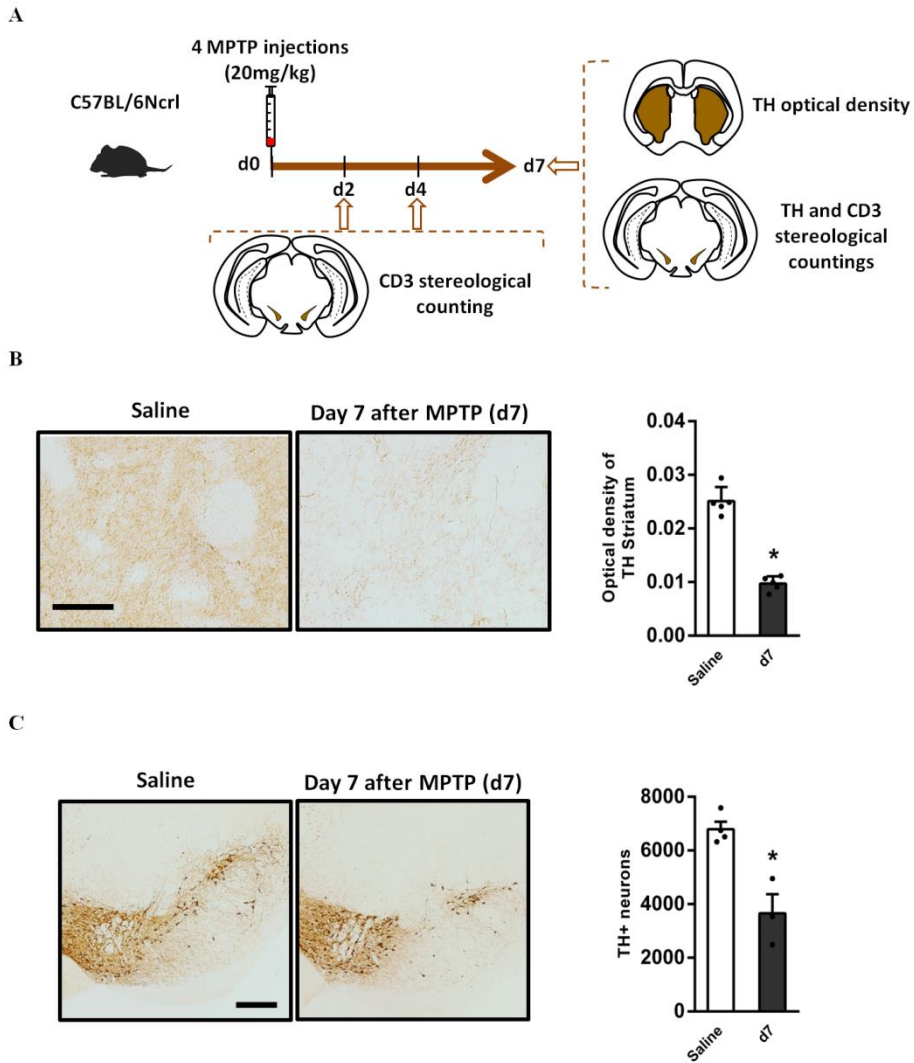 A
4 MPTP injections
(20mg/kg)
C57BL/6Ncrl
d0
d2
d4
d7
CD3 stereological
counting
TH optical density
TH and CD3
stereological
countings
B
Saline
Day 7 after MPTP (d7)
Optical density of
TH Striatum
0.04
0.03
0.02
0.01
0.00
*
Saline
d7
C
Saline
Day 7 after MPTP (d7)
TH+ neurons
8000
6000
4000
2000
0
*
Saline
d7